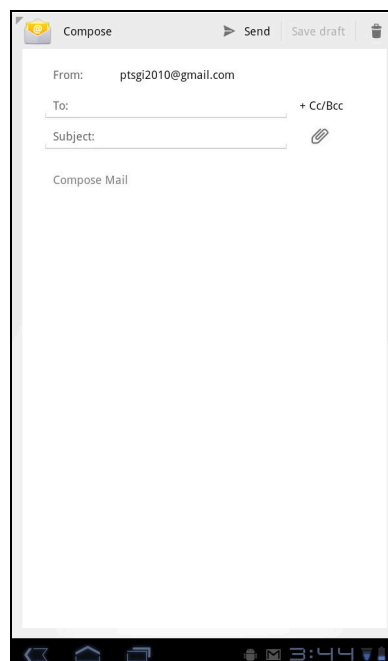 Compose Send Save draft
From: ptsgi2010@gmail.com
To: + Cc/Bcc
Subject:
Compose Mail
3:44